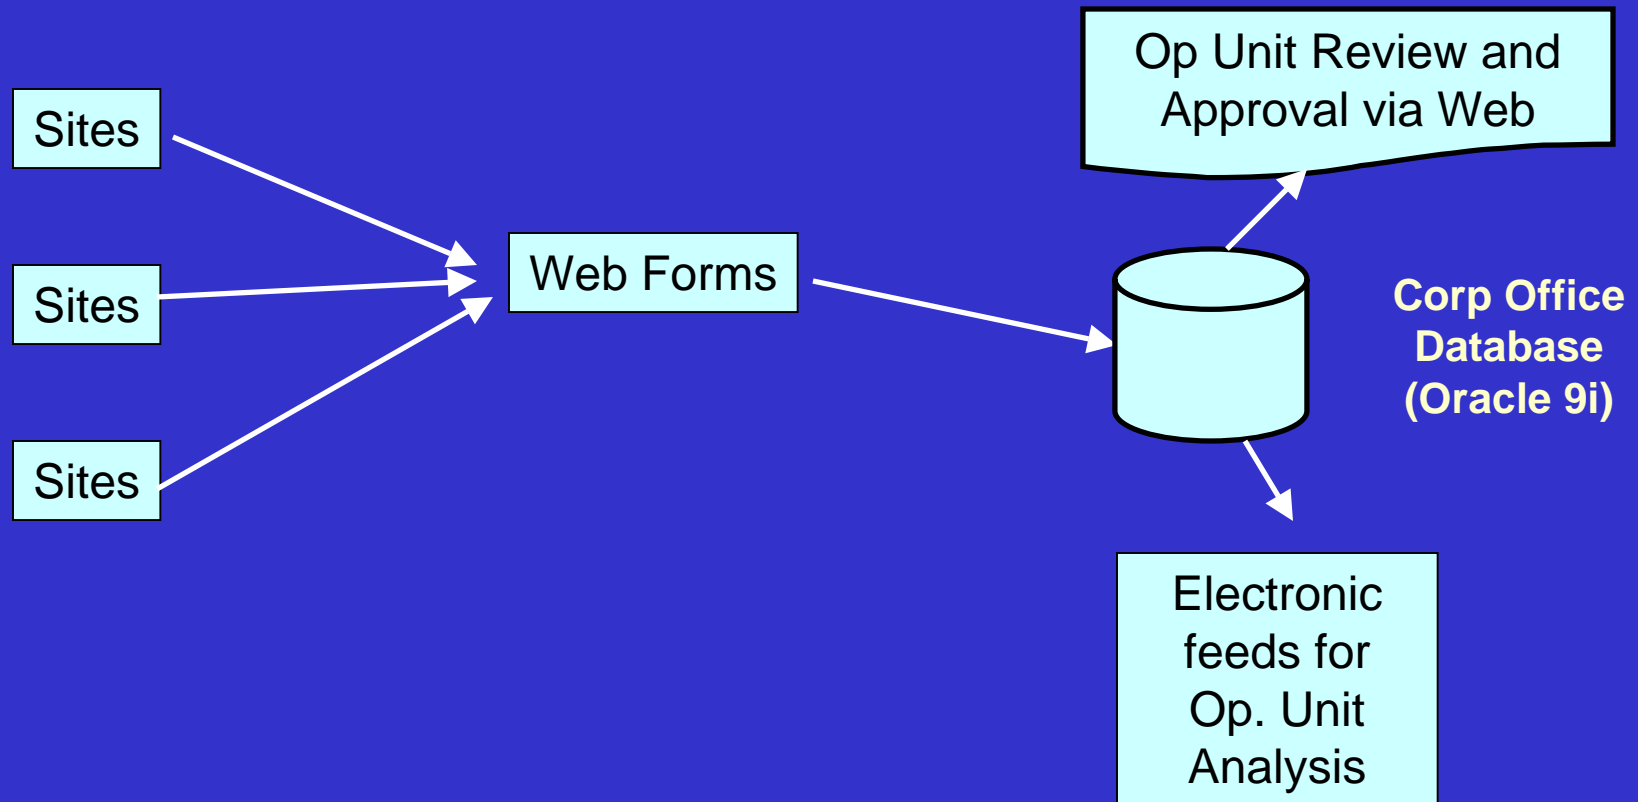 Op Unit Review and
Approval via Web
Sites
Sites
Sites
Web Forms
Corp Office
Database
(Oracle 9i)
Electronic
feeds for
Op. Unit
Analysis